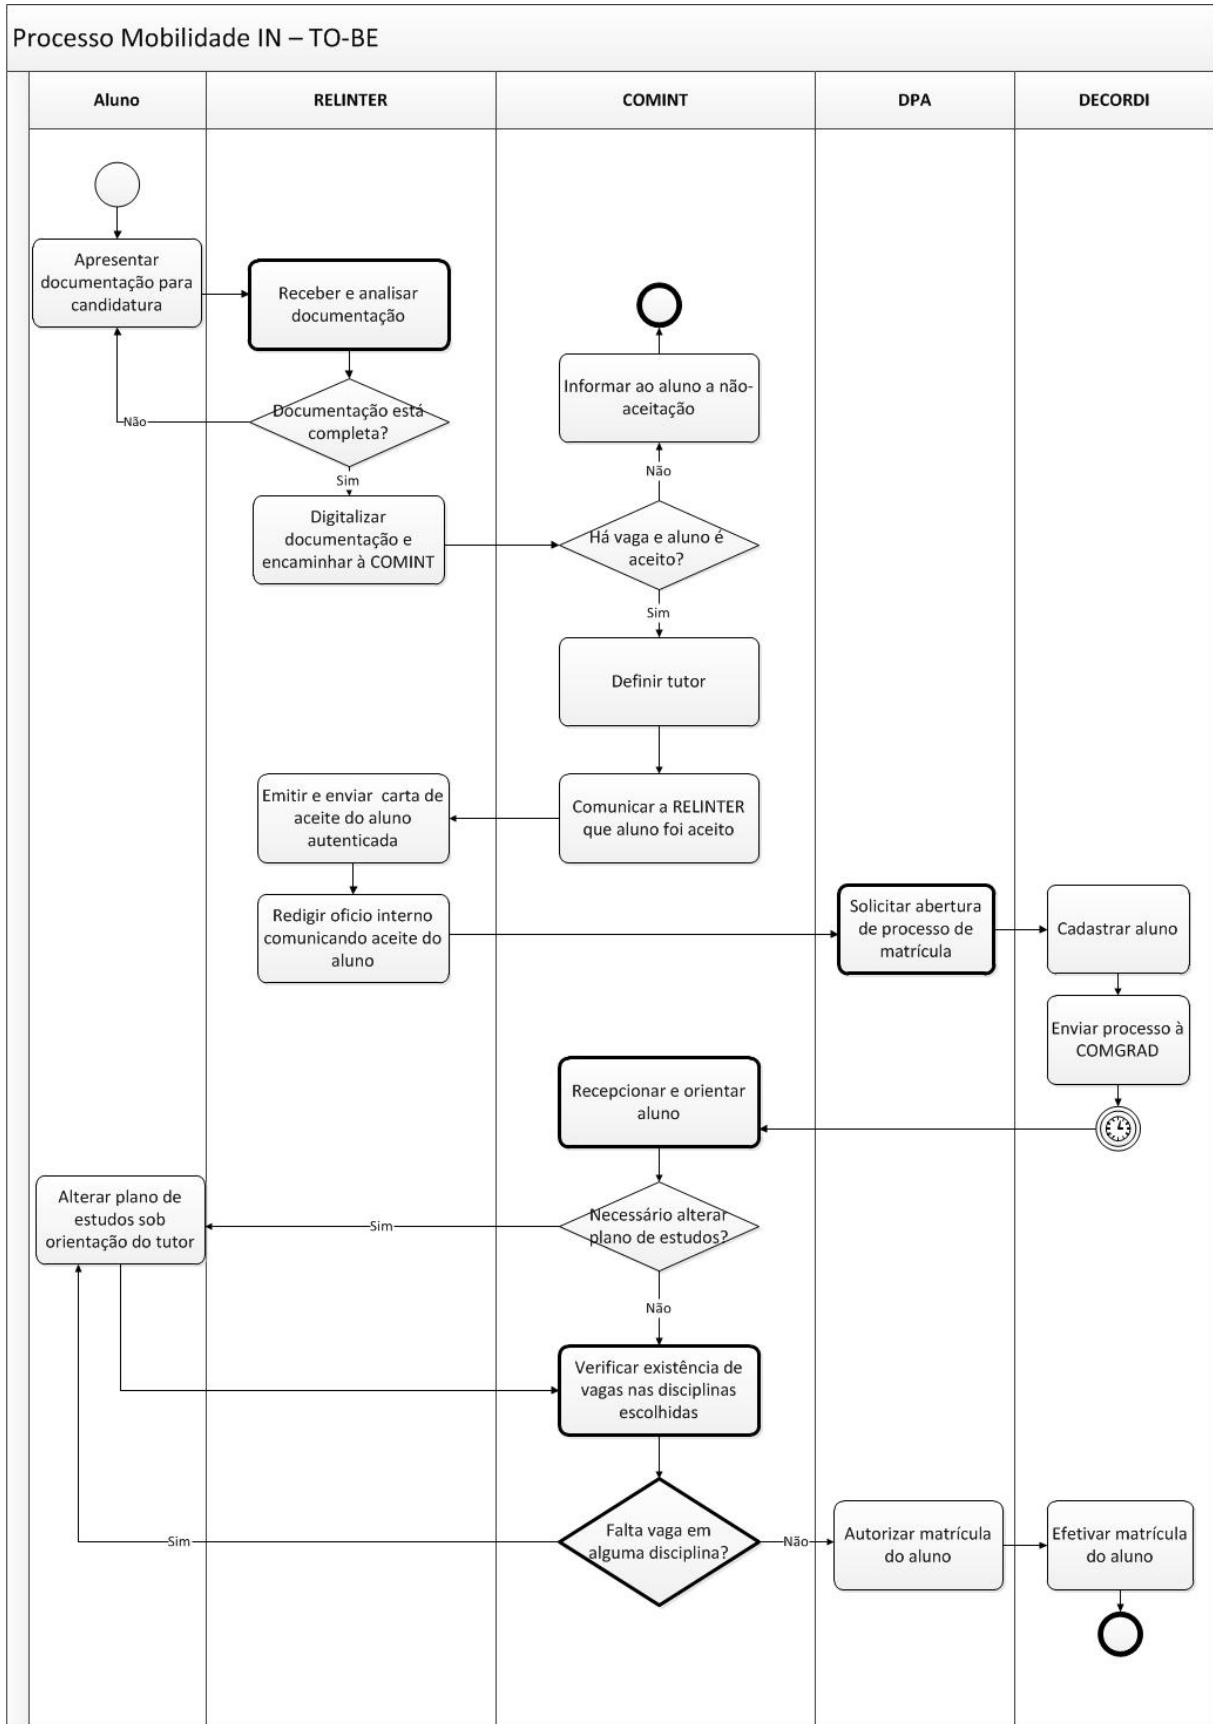 Processo Mobilidade IN – TO-BE
Aluno
RELINTER
COMINT
DPA
DECORDI
Apresentar
documentação para
candidatura
Receber e analisar
documentação
Informar ao aluno a não-
aceitação
Documentação está
completa?
Não
Sim
Não
Digitalizar
documentação e
encaminhar à COMINT
Há vaga e aluno é
aceito?
Sim
Definir tutor
Emitir e enviar  carta de
aceite do aluno
autenticada
Comunicar a RELINTER
que aluno foi aceito
Redigir oficio interno
comunicando aceite do
aluno
Solicitar abertura
de processo de
matrícula
Cadastrar aluno
Enviar processo à
COMGRAD
Recepcionar e orientar
aluno
Alterar plano de
estudos sob
orientação do tutor
Sim
Necessário alterar
plano de estudos?
Não
Verificar existência de
vagas nas disciplinas
escolhidas
Sim
Falta vaga em
alguma disciplina?
Não
Autorizar matrícula
do aluno
Efetivar matrícula
do aluno